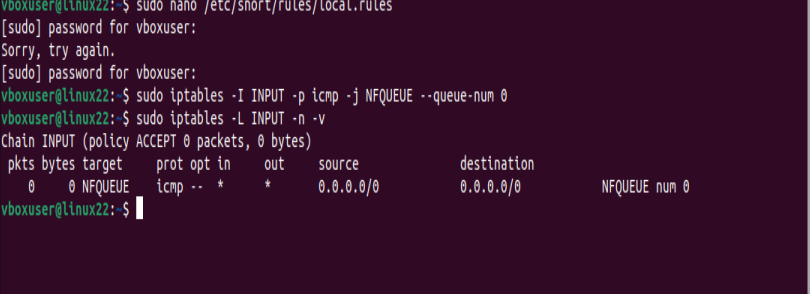 vboxuser@linux22:~$ sudo nano /etc/snort/rules/local.rules
[sudo] password for vboxuser:
Sorry, try again.
[sudo] password for vboxuser:
vboxuser@linux22:~$ sudo iptables -I INPUT -p icmp -j NFQUEUE --queue-num 0
vboxuser@linux22:~$ sudo iptables -L INPUT -n -v
Chain INPUT (policy ACCEPT 0 packets, 0 bytes)
 pkts bytes target     prot opt in     out     source               destination
    0     0 NFQUEUE    icmp --  *      *       0.0.0.0/0            0.0.0.0/0            NFQUEUE num 0
vboxuser@linux22:~$